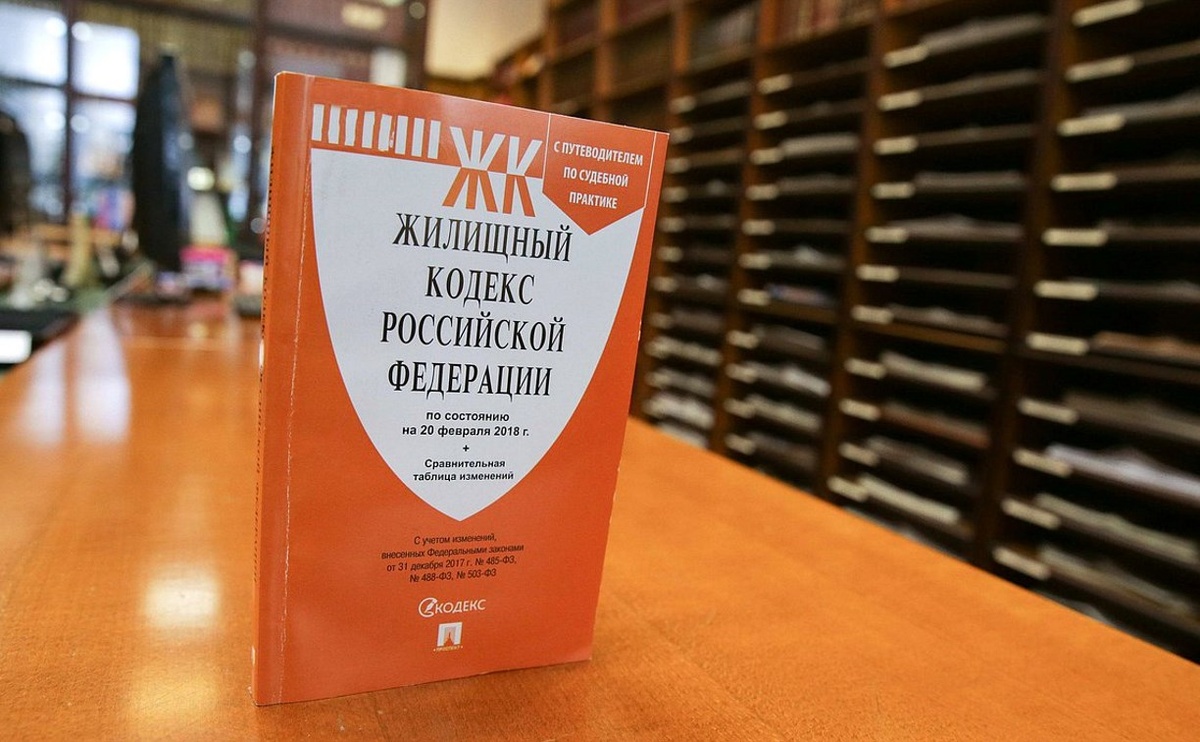 ЖК
С ПУТЕВОДИТЕЛЕМ
ПО СУДЕБНОЙ
ПРАКТИКЕ
ЖИЛИЩНЫЙ
КОДЕКС
РОССИЙСКОЙ
ФЕДЕРАЦИИ
по состоянию
на 20 февраля 2018 г.
+
Сравнительная
таблица изменений
С учетом изменений,
внесенных Федеральными законами
от 31 декабря 2017 г. № 485-ФЗ,
№ 488-ФЗ, № 503-ФЗ
КОДЕКС
•ПРОСПЕКТ•